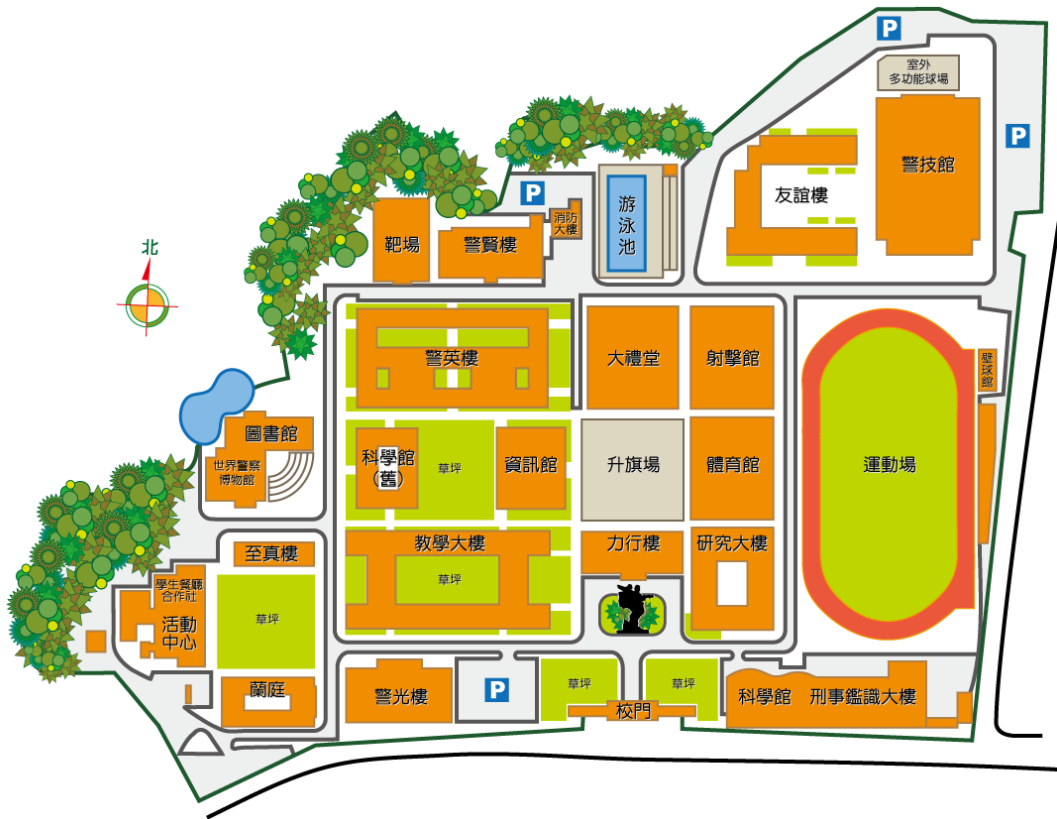 P
室外
多功能球場
P
警技館
友誼樓
P
消防
大樓
游
泳
池
靶場
警賢樓
北
警英樓
大禮堂
射擊館
壁
球
館
圖書館
世界警察
博物館
科學館
(舊)
草坪
資訊館
升旗場
體育館
運動場
至真樓
教學大樓
草坪
力行樓
研究大樓
學生餐廳
合作社
活動
中心
草坪
蘭庭
警光樓
P
草坪
草坪
校門
科學館
刑事鑑識大樓